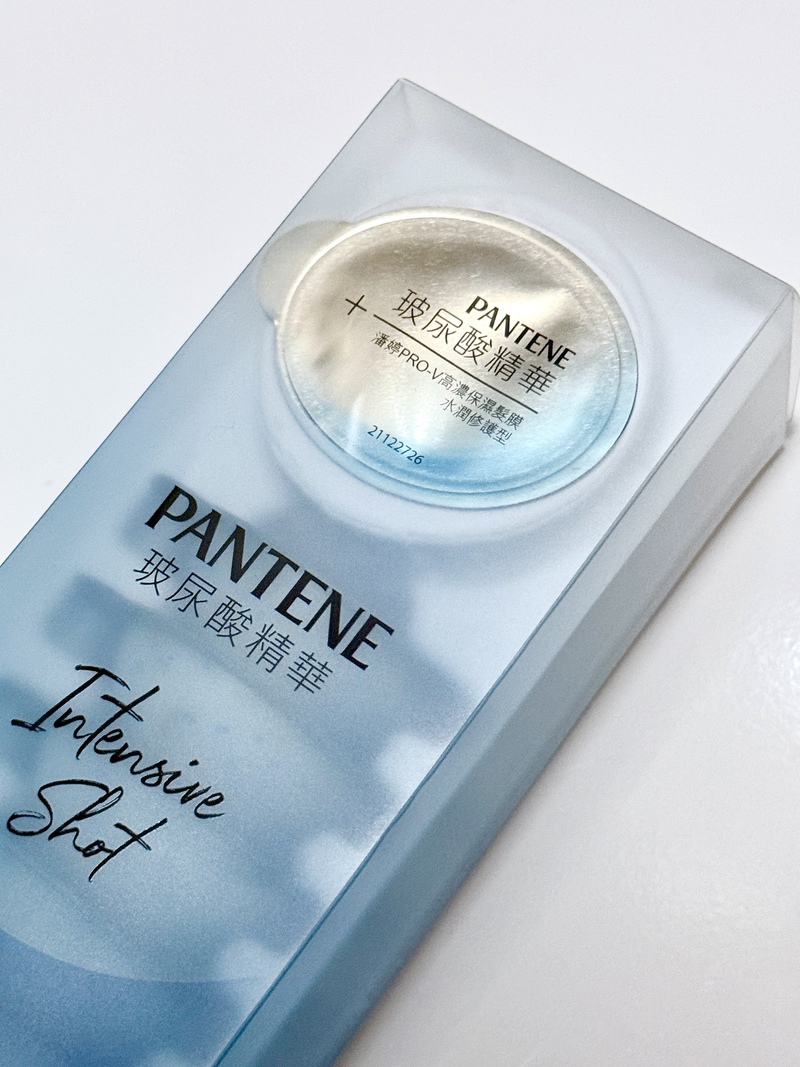 PANTENE
玻尿酸精華
+
潘婷PRO-V高濃保濕髮膜
水潤修護型
21122726
PANTENE
玻尿酸精華
Intensive
Shot